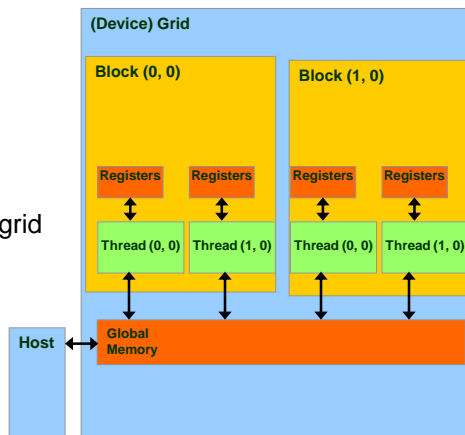 (Device) Grid
Block (0, 0)
Block (1, 0)
Registers
Registers
Registers
Registers
grid
Thread (0, 0)
Thread (1, 0)
Thread (0, 0)
Thread (1, 0)
Host
Global
Memory